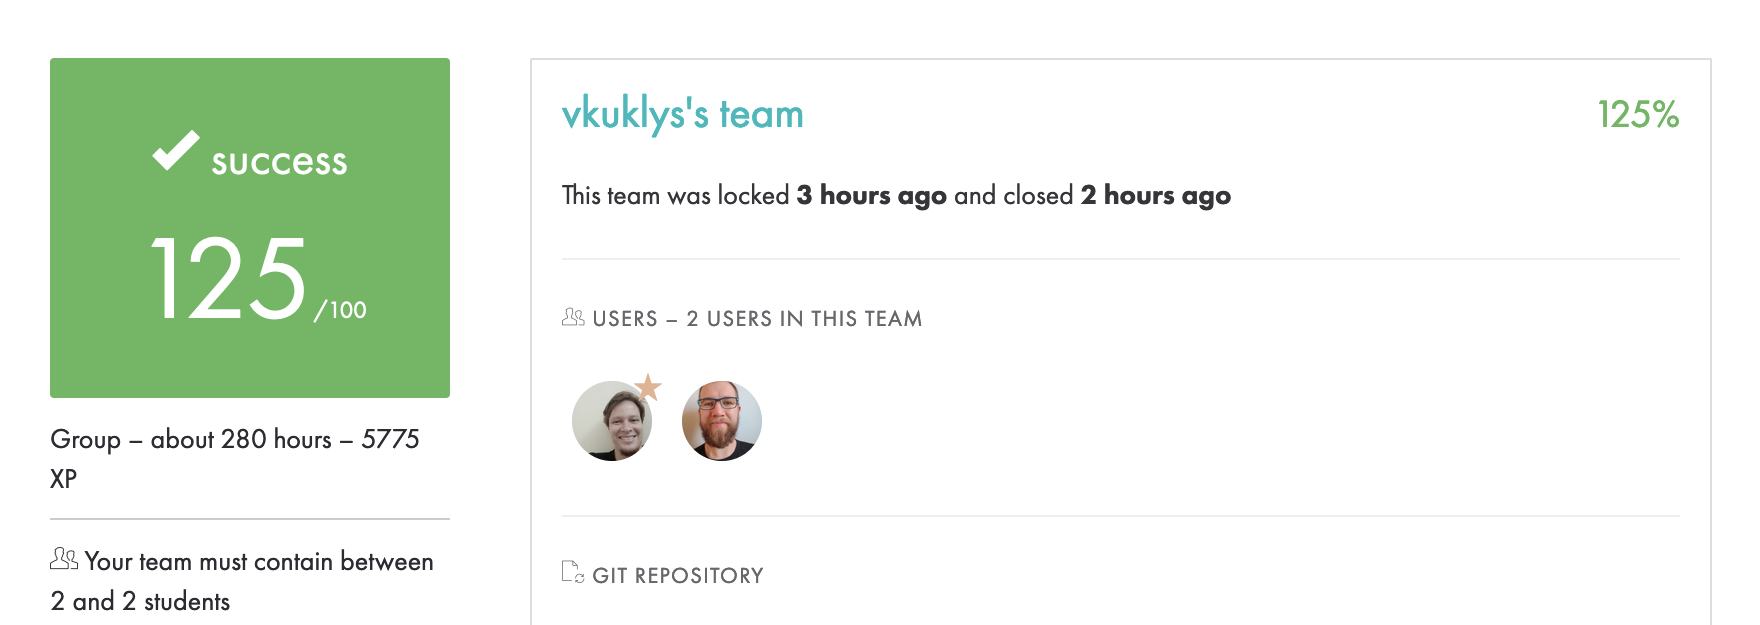 success
125 /100
Group – about 280 hours – 5775
XP
Your team must contain between
2 and 2 students
vkuklys's team
125%
This team was locked 3 hours ago and closed 2 hours ago
USERS – 2 USERS IN THIS TEAM
GIT REPOSITORY